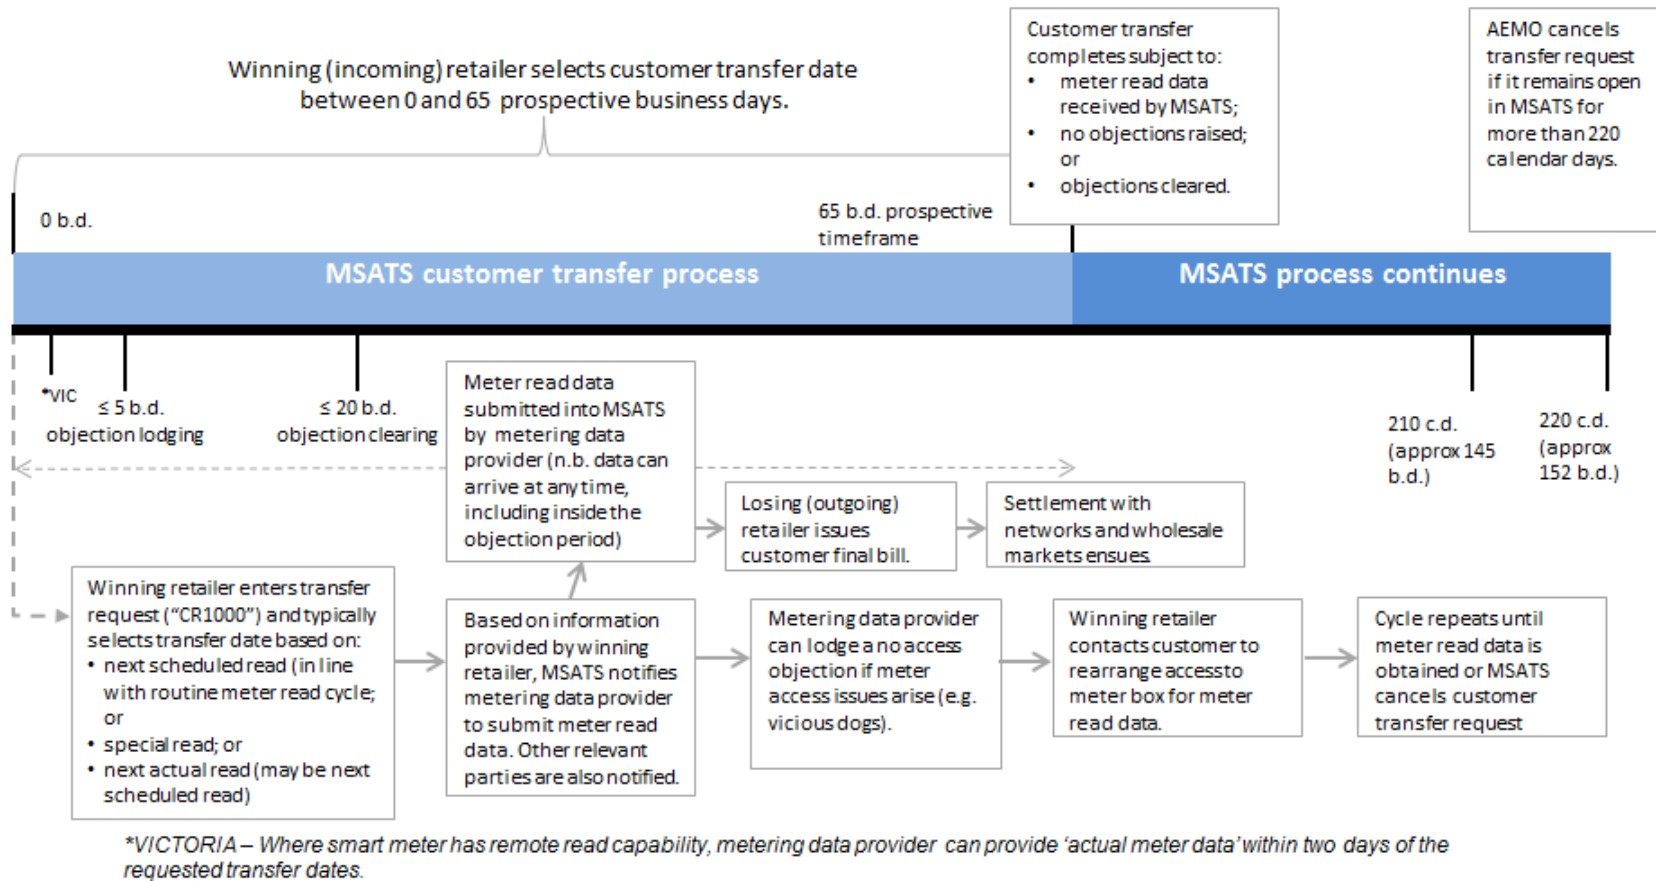 Winning (incoming) retailer selects customer transfer date
between 0 and 65 prospective business days.
Customer transfer
completes subject to:
• meter read data
received by MSATS;
• no objections raised;
or
• objections cleared.
AEMO cancels
transfer request
if it remains open
in MSATS for
more than 220
calendar days.
0 b.d.
65 b.d. prospective
timeframe
MSATS customer transfer process
MSATS process continues
*VIC
≤ 5 b.d.
objection lodging
≤ 20 b.d.
objection clearing
210 c.d.
(approx 145
b.d.)
220 c.d.
(approx
152 b.d.)
Meter read data
submitted into MSATS
by metering data
provider (n.b. data can
arrive at any time,
including inside the
objection period)
Losing (outgoing)
retailer issues
customer final bill.
Settlement with
networks and wholesale
markets ensues.
Winning retailer enters transfer
request ("CR1000") and typically
selects transfer date based on:
• next scheduled read (in line
with routine meter read cycle;
or
• special read; or
• next actual read (may be next
scheduled read)
Based on information
provided by winning
retailer, MSATS notifies
metering data provider
to submit meter read
data. Other relevant
parties are also notified.
Metering data provider
can lodge a no access
objection if meter
access issues arise (e.g.
vicious dogs).
Winning retailer
contacts customer to
rearrange access to
meter box for meter
read data.
Cycle repeats until
meter read data is
obtained or MSATS
cancels customer
transfer request
*VICTORIA – Where smart meter has remote read capability, metering data provider can provide 'actual meter data' within two days of the
requested transfer dates.